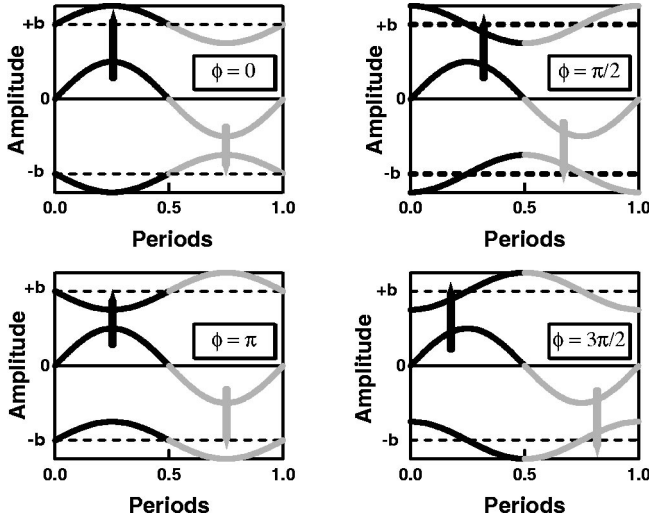 +b
Amplitude
0
-b
ϕ = 0
0.0
0.5
1.0
Periods
+b
Amplitude
0
-b
ϕ = π/2
0.0
0.5
1.0
Periods
+b
Amplitude
0
-b
ϕ = π
0.0
0.5
1.0
Periods
+b
Amplitude
0
-b
ϕ = 3π/2
0.0
0.5
1.0
Periods